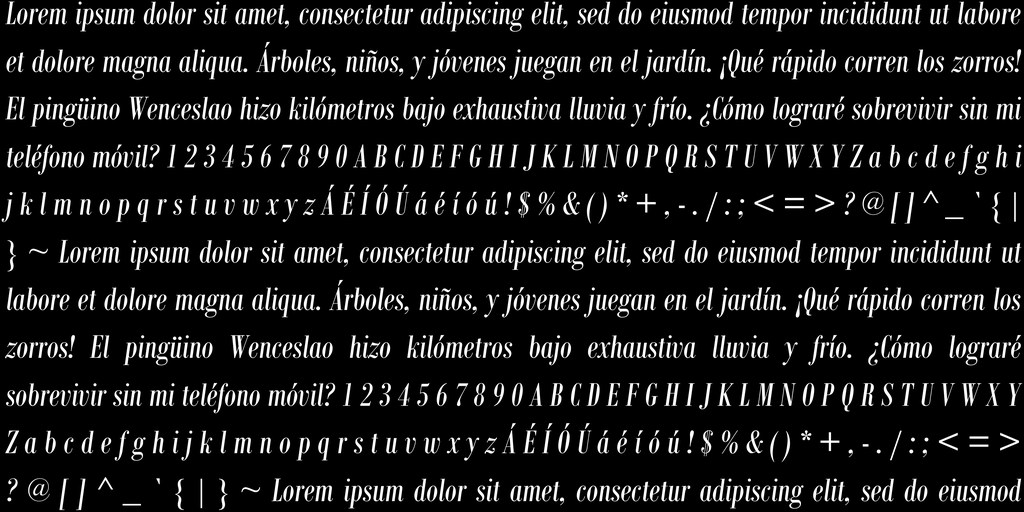 Lorem ipsum dolor sit amet, consectetur adipiscing elit, sed do eiusmod tempor incididunt ut labore
et dolore magna aliqua. Árboles, niños, y jóvenes juegan en el jardín. ¡Qué rápido corren los zorros!
El pingüino Wenceslao hizo kilómetros bajo exhaustiva lluvia y frío. ¿Cómo lograré sobrevivir sin mi
teléfono móvil? 1 2 3 4 5 6 7 8 9 0 A B C D E F G H I J K L M N O P Q R S T U V W X Y Z a b c d e f g h i
j k l m n o p q r s t u v w x y z Á É Í Ó Ú á é í ó ú ! $ % & ( ) * + , - . / : ; < = > ? @ [ ] ^ _ ` { |
} ~ Lorem ipsum dolor sit amet, consectetur adipiscing elit, sed do eiusmod tempor incididunt ut
labore et dolore magna aliqua. Árboles, niños, y jóvenes juegan en el jardín. ¡Qué rápido corren los
zorros! El pingüino Wenceslao hizo kilómetros bajo exhaustiva lluvia y frío. ¿Cómo lograré
sobrevivir sin mi teléfono móvil? 1 2 3 4 5 6 7 8 9 0 A B C D E F G H I J K L M N O P Q R S T U V W X Y
Z a b c d e f g h i j k l m n o p q r s t u v w x y z Á É Í Ó Ú á é í ó ú ! $ % & ( ) * + , - . / : ; < = >
? @ [ ] ^ _ ` { | } ~ Lorem ipsum dolor sit amet, consectetur adipiscing elit, sed do eiusmod